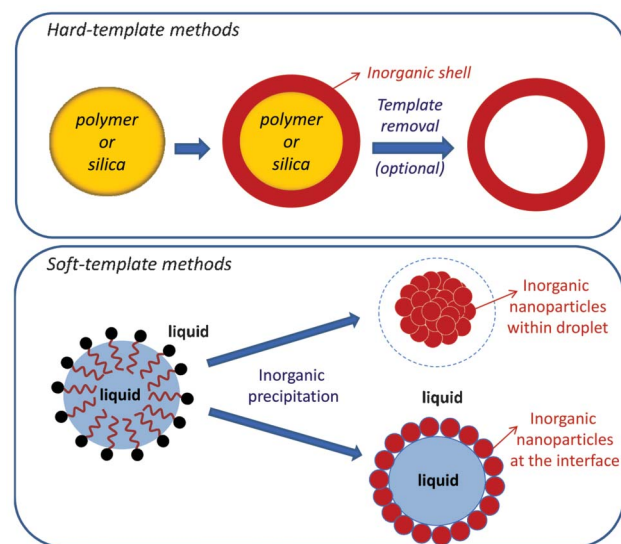 Hard-template methods
Inorganic shell
polymer
or
silica
polymer
or
silica
Template
removal
(optional)
Soft-template methods
liquid
liquid
Inorganic
precipitation
Inorganic
nanoparticles
within droplet
liquid
liquid
Inorganic
nanoparticles
at the interface